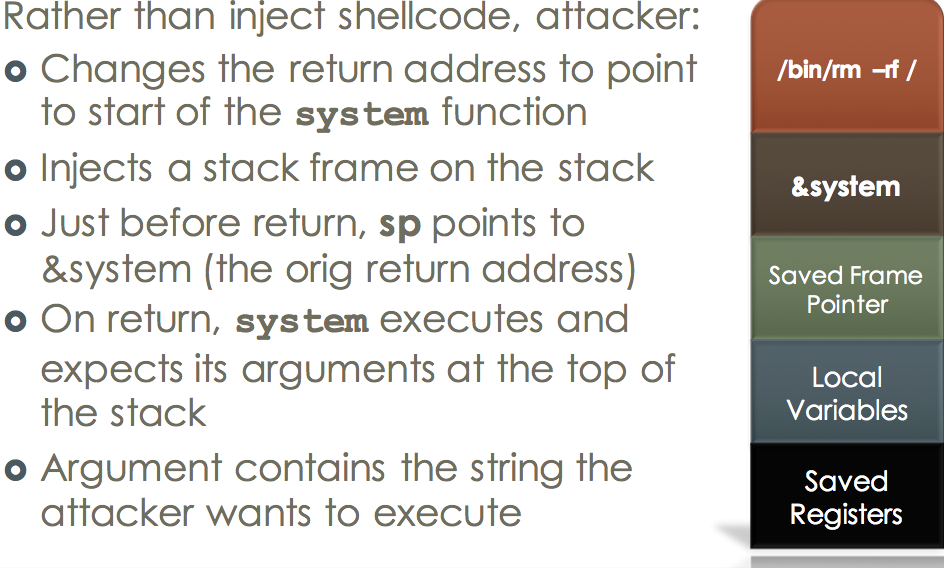 Rather than inject shellcode, attacker:
Changes the return address to point
to start of the system function
Injects a stack frame on the stack
Just before return, sp points to
&system (the orig return address)
On return, system executes and
expects its arguments at the top of
the stack
Argument contains the string the
attacker wants to execute
/bin/rm –rf /
&system
Saved Frame
Pointer
Local
Variables
Saved
Registers